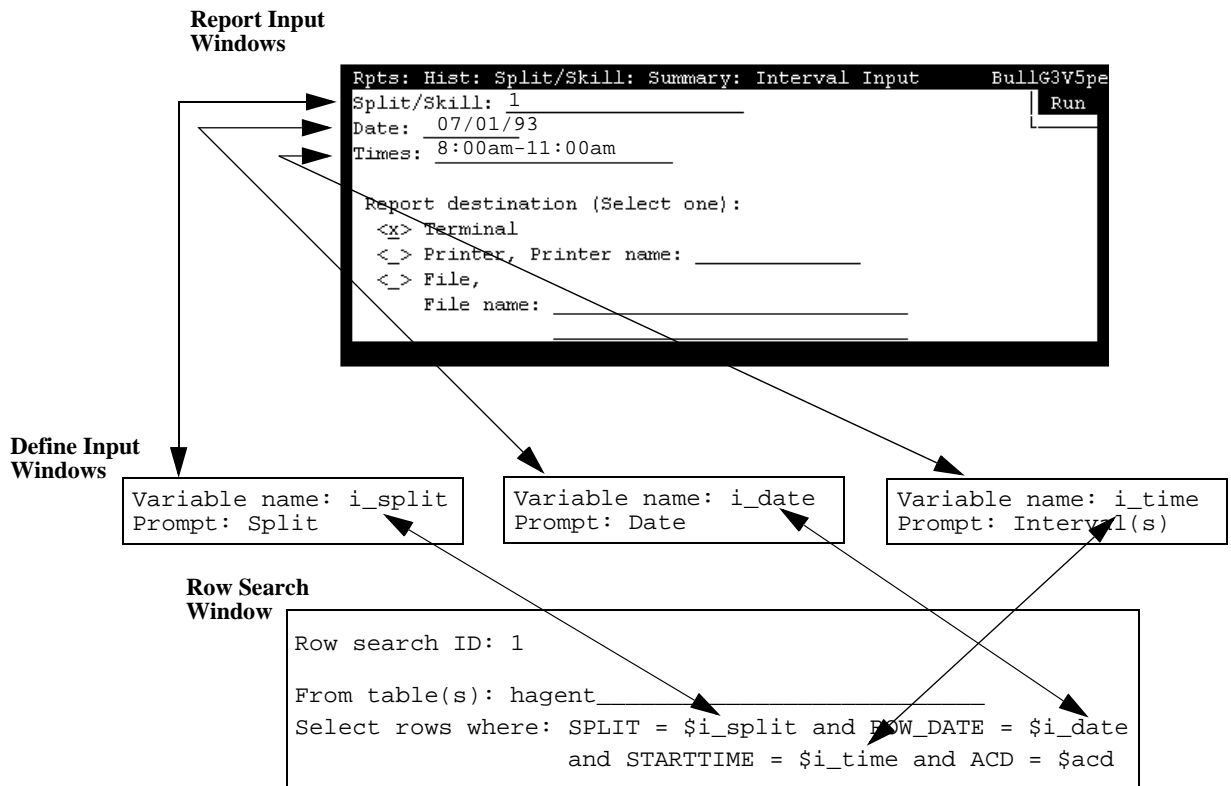 Report Input
Windows
Rpts: Hist: Split/Skill: Summary: Interval Input BullG3V5pe
Split/Skill: 1
Run
Date: 07/01/93
Times: 8:00am-11:00am
Report destination (Select one):
<x> Terminal
<_> Printer, Printer name: ______________
<_> File,
File name: ______________________________
______________________________
Define Input
Windows
Variable name: i_split
Prompt: Split
Variable name: i_date
Prompt: Date
Variable name: i_time
Prompt: Interval(s)
Row Search
Window
Row search ID: 1
From table(s): hagent___________________________
Select rows where: SPLIT = $i_split and ROW_DATE = $i_date
and STARTTIME = $i_time and ACD = $acd